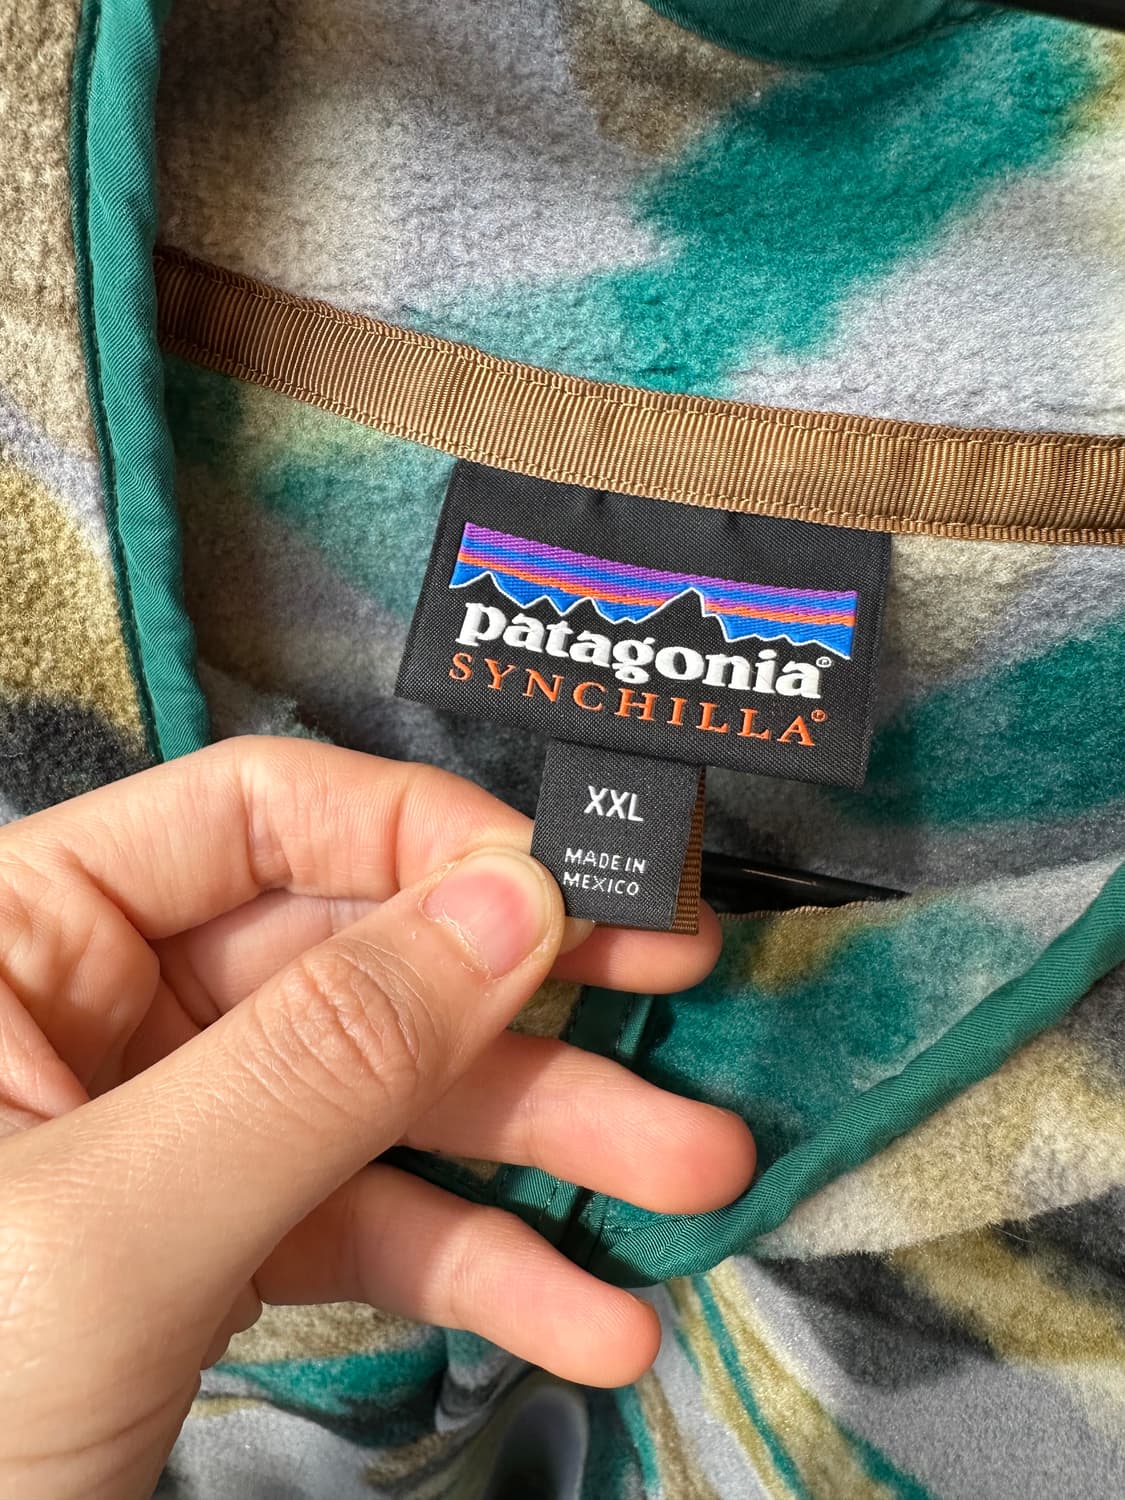 patagonia®
SYNCHILLA®
XXL
MADE IN
MEXICO